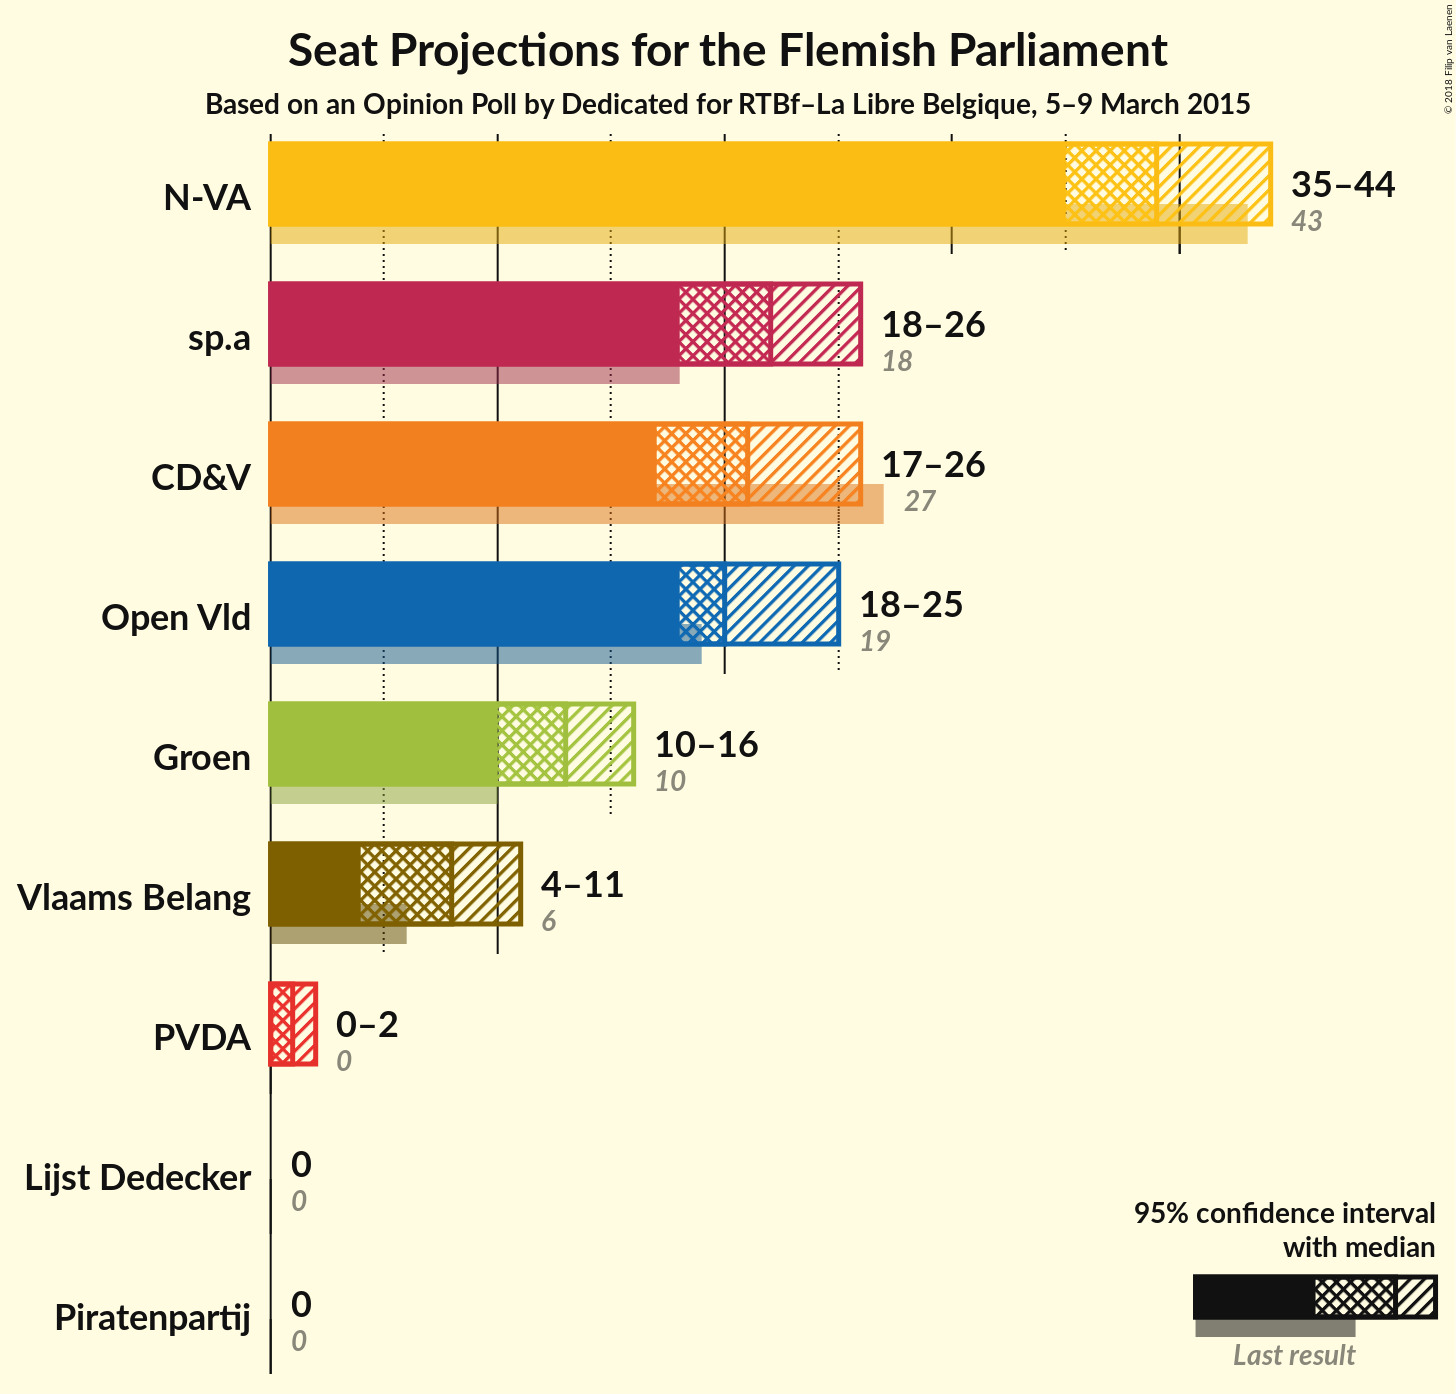 Seat Projections for the Flemish Parliament
Based on an Opinion Poll by Dedicated for RTBf–La Libre Belgique, 5–9 March 2015
© 2018 Filip van Laenen
N-VA
35–44
43
sp.a
18–26
18
CD&V
17–26
27
Open Vld
18–25
19
Groen
10–16
10
Vlaams Belang
4–11
6
PVDA
0–2
0
Lijst Dedecker
0
0
Piratenpartij
0
0
95% confidence interval
with median
Last result